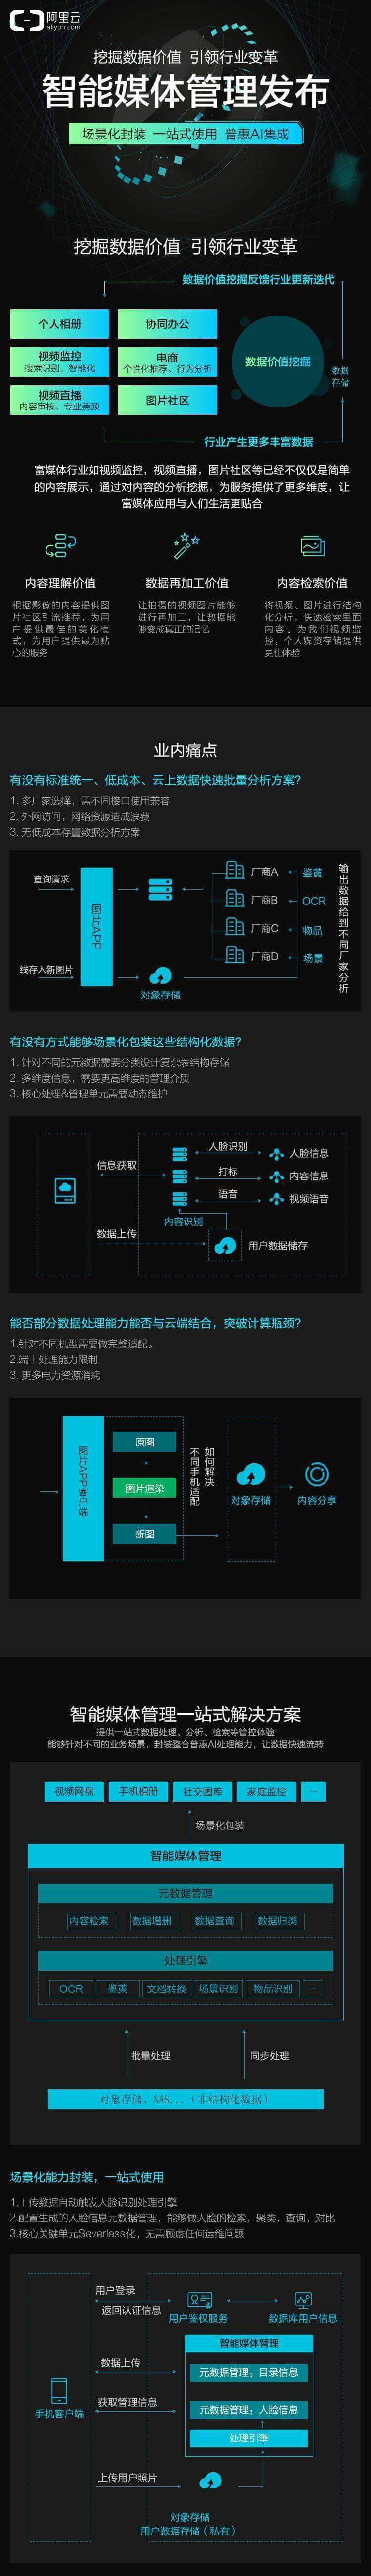 阿里云
aliyun.com
挖掘数据价值 引领行业变革
智能媒体管理发布
场景化封装 一站式使用 普惠AI集成
挖掘数据价值 引领行业变革
数据价值挖掘反馈行业更新迭代
个人相册
协同办公
视频监控
搜索识别，智能化
电商
个性化推荐、行为分析
视频直播
内容审核、专业美颜
图片社区
数据价值挖掘
数据
存储
行业产生更多丰富数据
富媒体行业如视频监控，视频直播，图片社区等已经不仅仅是简单
的内容展示，通过对内容的分析挖掘，为服务提供了更多维度，让
富媒体应用与人们生活更贴合
内容理解价值
根据影像的内容提供图
片社区引流推荐，为用
户提供最佳的美化模
式，为用户提供最为贴
心的服务
数据再加工价值
让拍摄的视频图片能够
进行再加工，让数据能
够变成真正的记忆
内容检索价值
将视频、图片进行结构
化分析，快速检索里面
内容。为我们视频监
控，个人媒资存储提供
更佳体验
业内痛点
有没有标准统一、低成本、云上数据快速批量分析方案?
1. 多厂家选择，需不同接口使用兼容
2. 外网访问，网络资源造成浪费
3. 无低成本存量数据分析方案
查询请求
线存入新图片
图片APP
对象存储
厂商A
厂商B
厂商C
厂商D
鉴黄
OCR
物品
场景
输出数据给到不同厂家分析
有没有方式能够场景化包装这些结构化数据?
1. 针对不同的元数据需要分类设计复杂表结构存储
2. 多维度信息，需要更高维度的管理介质
3. 核心处理&管理单元需要动态维护
信息获取
数据上传
人脸识别
打标
语音
内容识别
人脸信息
内容信息
视频语音
用户数据储存
能否部分数据处理能力能否与云端结合，突破计算瓶颈?
1.针对不同机型需要做完整适配。
2.端上处理能力限制
3. 更多电力资源消耗
图片APP客户端
原图
图片渲染
新图
如何解决
不同手机适配
对象存储
内容分享
智能媒体管理一站式解决方案
提供一站式数据处理、分析、检索等管控体验
能够针对不同的业务场景，封装整合普惠AI处理能力，让数据快速流转
视频网盘
手机相册
社交图库
家庭监控
...
场景化包装
智能媒体管理
元数据管理
内容检索
数据增删
数据查询
数据归类
处理引擎
OCR
鉴黄
文档转换
场景识别
物品识别
...
批量处理
同步处理
对象存储、NAS...（非结构化数据）
场景化能力封装，一站式使用
1.上传数据自动触发人脸识别处理引擎
2.配置生成的人脸信息元数据管理，能够做人脸的检索，聚类，查询，对比
3.核心关键单元Severless化，无需顾虑任何运维问题
用户登录
返回认证信息
用户鉴权服务
数据库用户信息
智能媒体管理
元数据管理：目录信息
元数据管理：人脸信息
处理引擎
数据上传
获取管理信息
手机客户端
上传用户照片
对象存储
用户数据存储（私有）